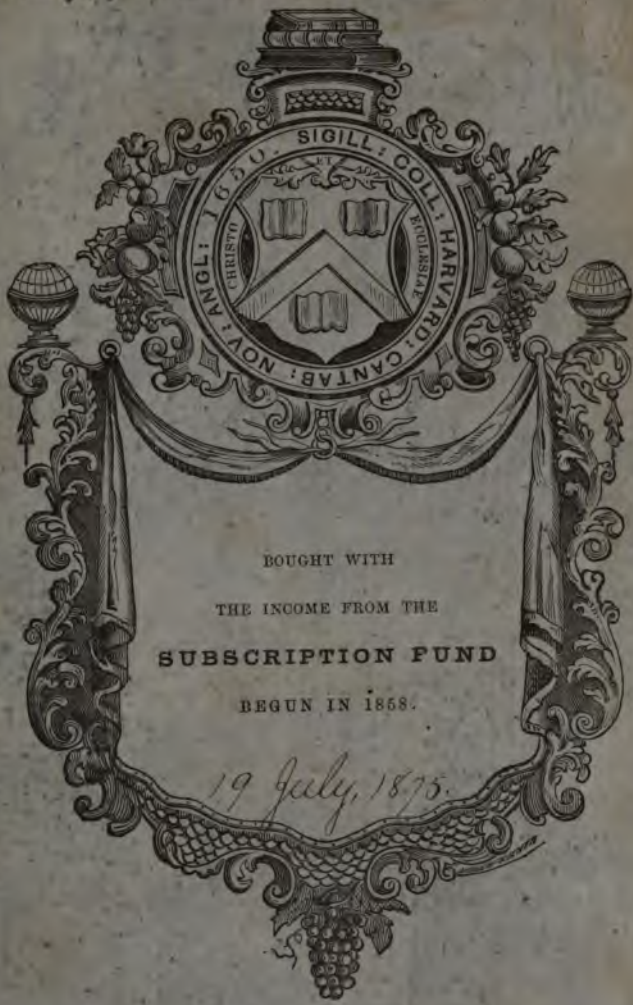 SIGILL: COLL: HARVARD: CANTAB: NOV: ANGL: 1650.
CHRISTO ET ECCLESIAE
BOUGHT WITH
THE INCOME FROM THE
SUBSCRIPTION FUND
BEGUN IN 1858.
19 July, 1875.